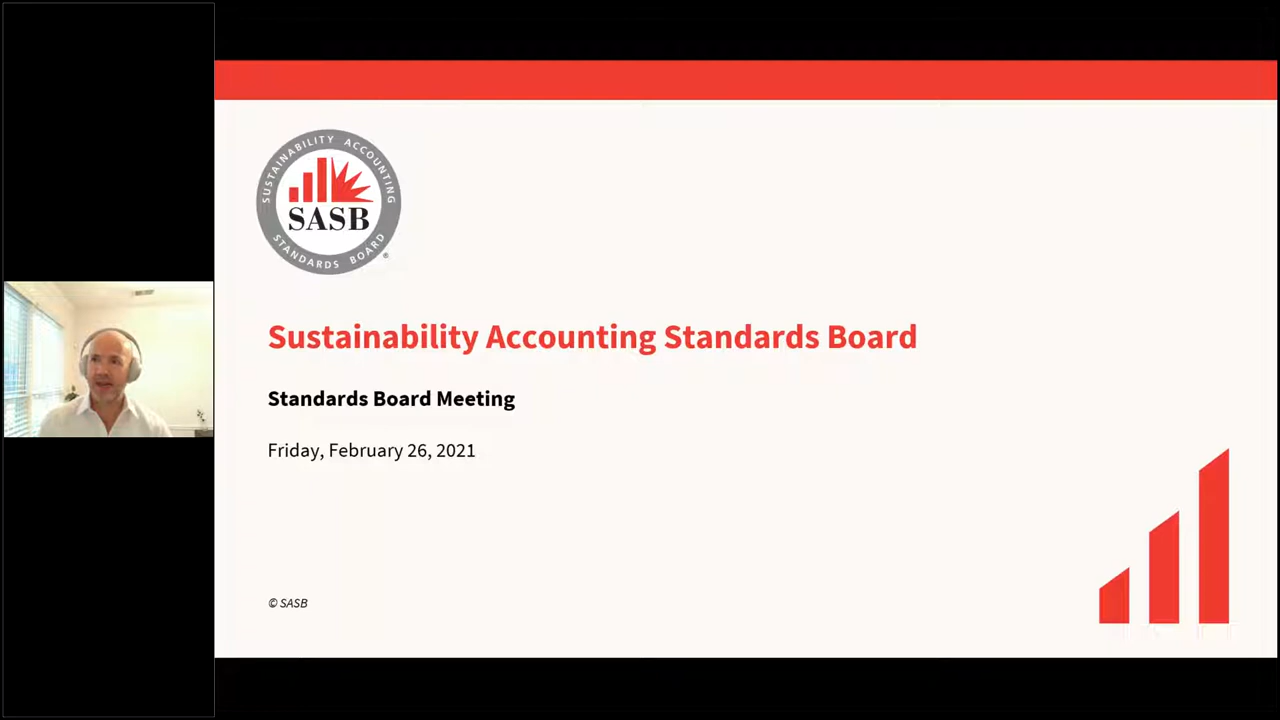 SUSTAINABILITY ACCOUNTING
SASB
STANDARDS BOARD
®
Sustainability Accounting Standards Board
Standards Board Meeting
Friday, February 26, 2021
© SASB